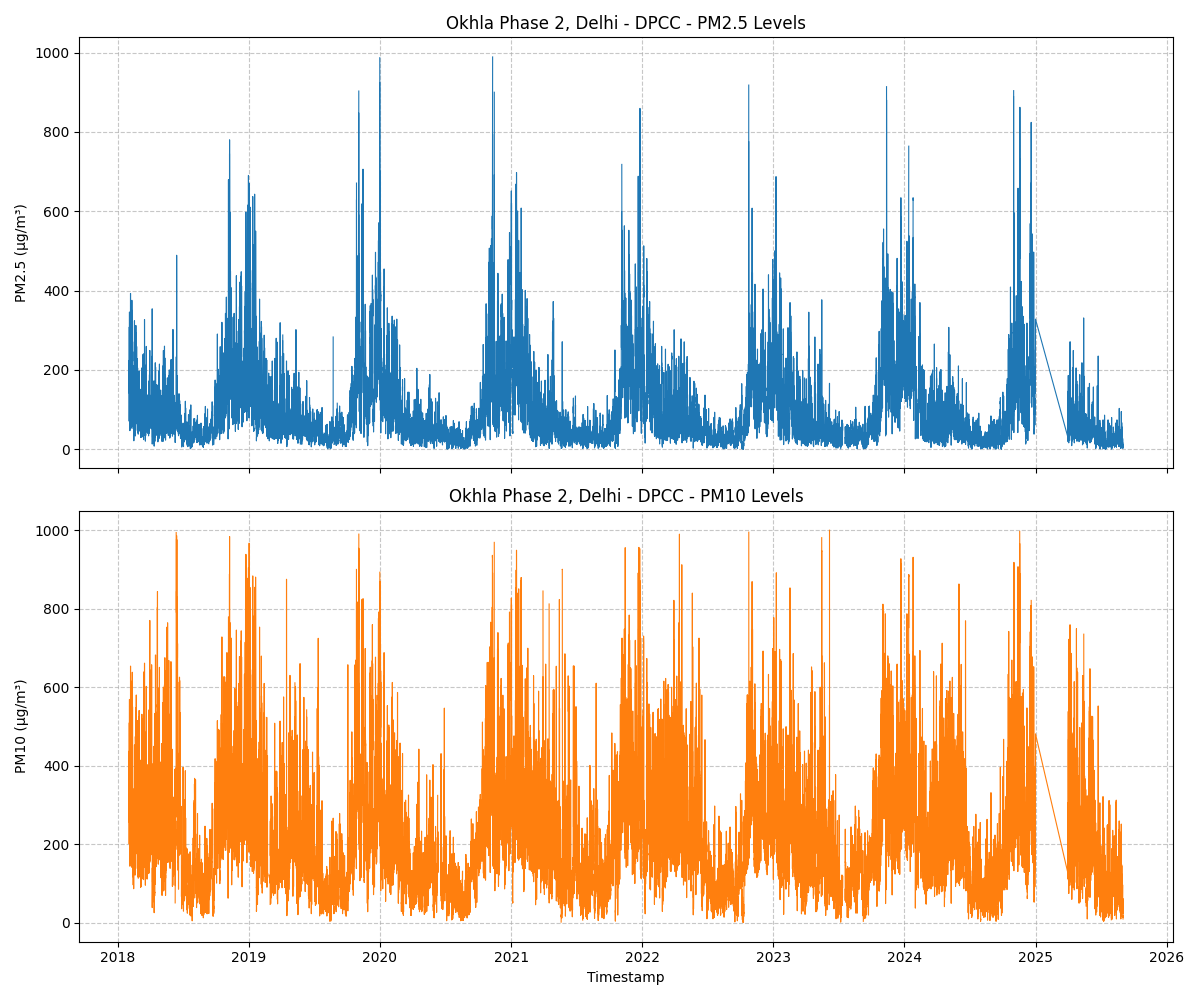 Okhla Phase 2, Delhi - DPCC - PM2.5 Levels
1000
800
600
400
200
0
PM2.5 (µg/m³)
Okhla Phase 2, Delhi - DPCC - PM10 Levels
1000
800
600
400
200
0
PM10 (µg/m³)
2018 2019 2020 2021 2022 2023 2024 2025 2026
Timestamp